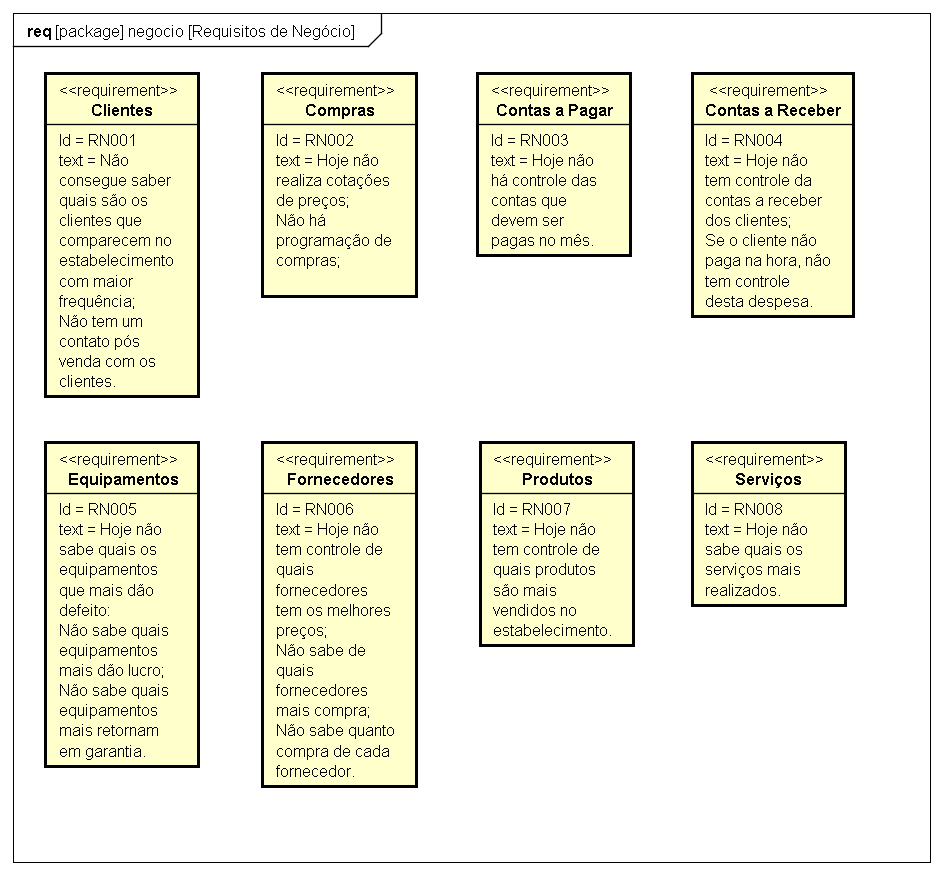 req [package] negocio [Requisitos de Negócio]
<<requirement>>
Clientes
Id = RN001
text = Não
consegue saber
quais são os
clientes que
comparecem no
estabelecimento
com maior
frequência;
Não tem um
contato pós
venda com os
clientes.
<<requirement>>
Compras
Id = RN002
text = Hoje não
realiza cotações
de preços;
Não há
programação de
compras;
<<requirement>>
Contas a Pagar
Id = RN003
text = Hoje não
há controle das
contas que
devem ser
pagas no mês.
<<requirement>>
Contas a Receber
Id = RN004
text = Hoje não
tem controle da
contas a receber
dos clientes;
Se o cliente não
paga na hora, não
tem controle
desta despesa.
<<requirement>>
Equipamentos
Id = RN005
text = Hoje não
sabe quais os
equipamentos
que mais dão
defeito:
Não sabe quais
equipamentos
mais dão lucro;
Não sabe quais
equipamentos
mais retornam
em garantia.
<<requirement>>
Fornecedores
Id = RN006
text = Hoje não
tem controle de
quais
fornecedores
tem os melhores
preços;
Não sabe de
quais
fornecedores
mais compra;
Não sabe quanto
compra de cada
fornecedor.
<<requirement>>
Produtos
Id = RN007
text = Hoje não
tem controle de
quais produtos
são mais
vendidos no
estabelecimento.
<<requirement>>
Serviços
Id = RN008
text = Hoje não
sabe quais os
serviços mais
realizados.